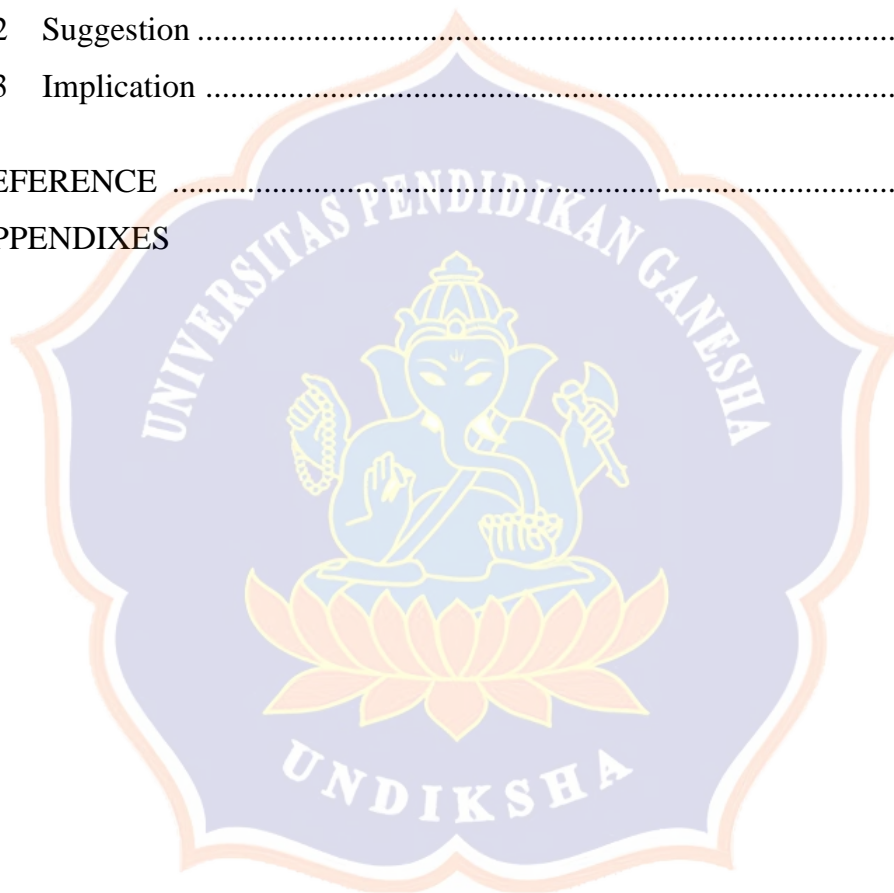 2 Suggestion ....................................................................................
3 Implication ...................................................................................
EFERENCE .......................................................................................
PPENDIXES
UNIVERSITAS PENDIDIKAN GANESHA
UNDIKSHA